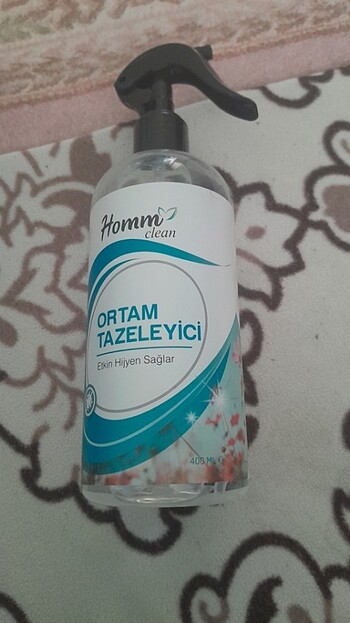 Homm
clean
ORTAM
TAZELEYİCİ
Etkin Hijyen Sağlar
400 ML